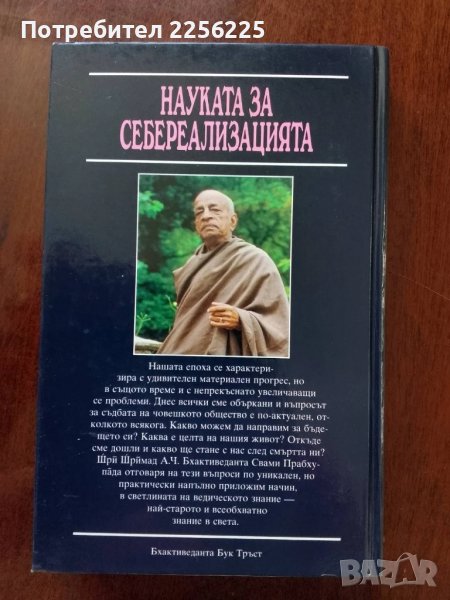 Потребител 2256225
НАУКАТА ЗА
СЕБЕРЕАЛИЗАЦИЯТА
Нашата епоха се характери-
зира с удивителен материален прогрес, но
в същото време и с непрекъснато увеличаващи
се проблеми. Днес всички сме объркани и въпросът
за съдбата на човешкото общество е по-актуален, от-
колкото всякога. Какво можем да направим за бъде-
щето си? Каква е целта на нашия живот? Откъде
сме дошли и какво ще стане с нас след смъртта ни?
Шрӣ Шрӣмад А.Ч. Бхактиведанта Свами Прабху-
па̄да отговаря на тези въпроси по уникален, но
практически напълно приложим начин,
в светлината на ведическото знание —
най-старото и всеобхватно
знание в света.
Бхактиведанта Бук Тръст
BAZAR.BG